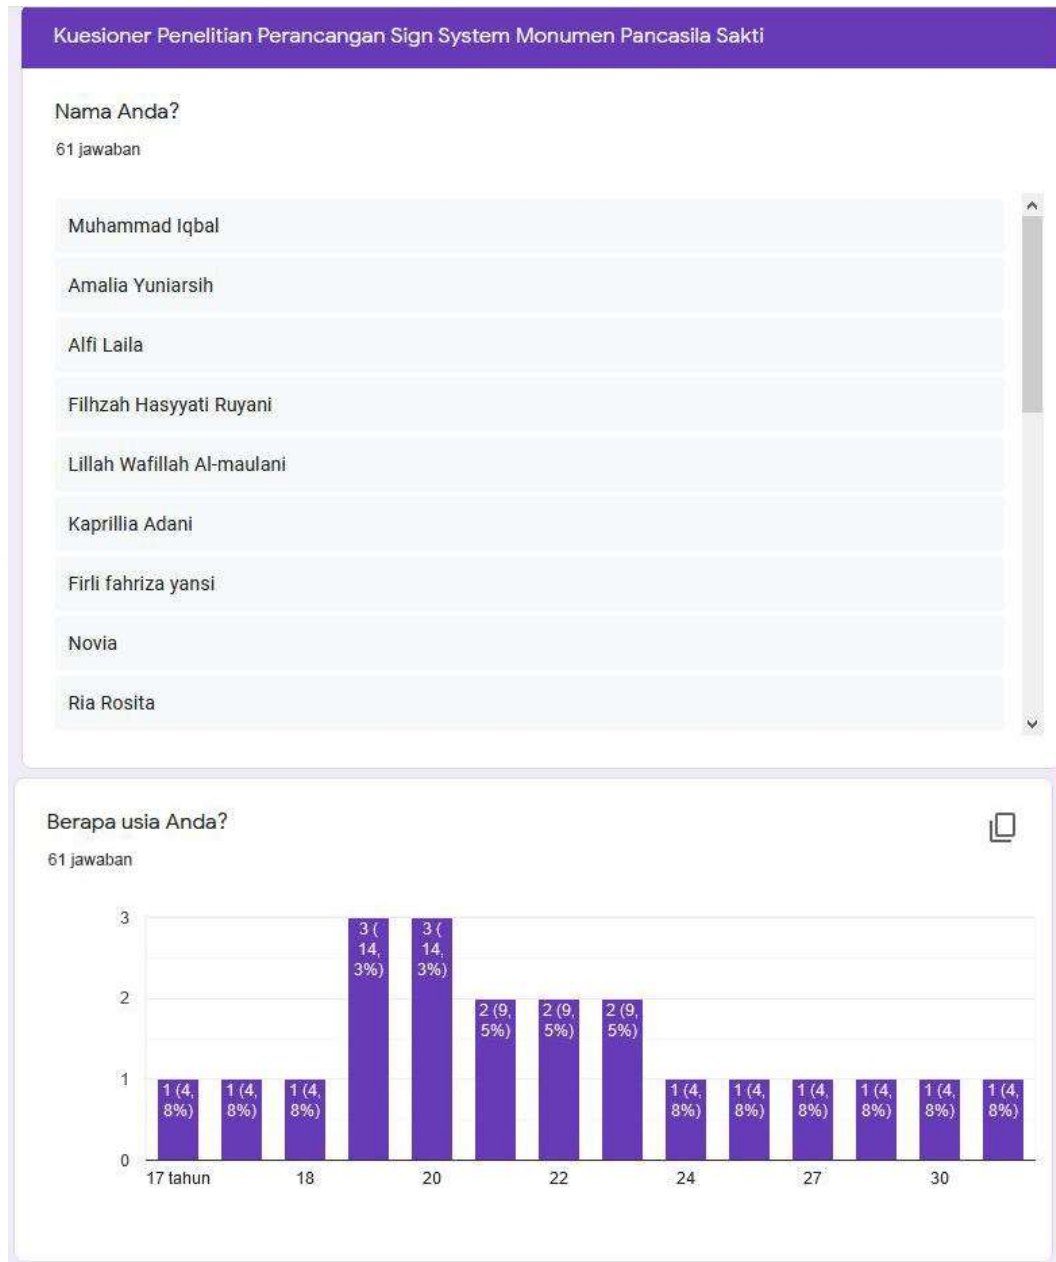 Kuesioner Penelitian Perancangan Sign System Monumen Pancasila Sakti
Nama Anda?
61 jawaban
Muhammad Iqbal
Amalia Yuniarsih
Alfi Laila
Filhzah Hasyyati Ruyani
Lillah Wafillah Al-maulani
Kaprillia Adani
Firli fahriza yansi
Novia
Ria Rosita
Berapa usia Anda?
61 jawaban
3
2
1
0
1 (4,
8%)
1 (4,
8%)
1 (4,
8%)
3 (
14,
3%)
3 (
14,
3%)
2 (9,
5%)
2 (9,
5%)
2 (9,
5%)
1 (4,
8%)
1 (4,
8%)
1 (4,
8%)
1 (4,
8%)
1 (4,
8%)
1 (4,
8%)
17 tahun 18 20 22 24 27 30